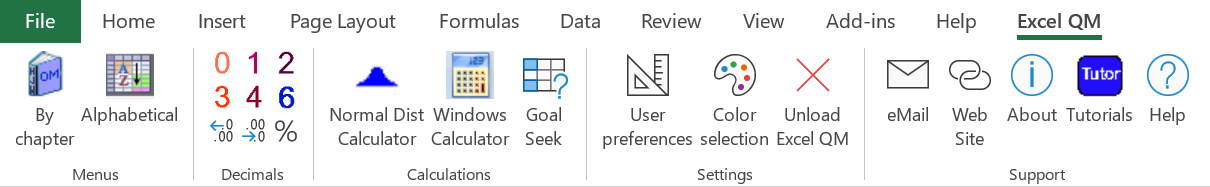 File Home Insert Page Layout Formulas Data Review View Add-ins Help Excel QM
0 1 2
3 4 6
←.0 .00 %
.00 →.0
OM
A
Z
123
Tutor
By chapter
Alphabetical
Normal Dist Calculator
Windows Calculator
Goal Seek
User preferences
Color selection
Unload Excel QM
eMail
Web Site
About
Tutorials
Help
Menus Decimals Calculations Settings Support